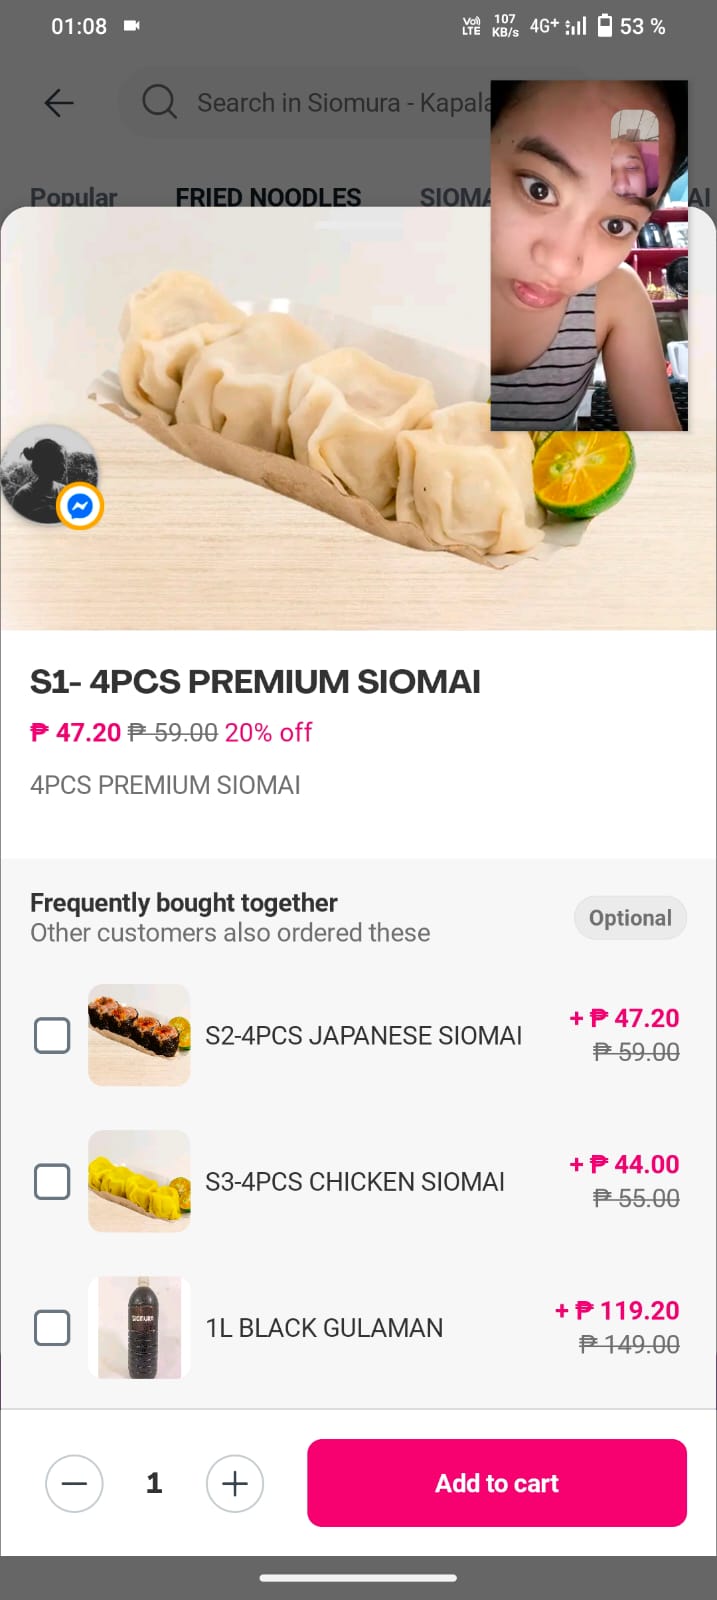 01:08 Vo)) LTE 107 KB/s 4G+ 53 %
Search in Siomura - Kapala
Popular FRIED NOODLES SIOMA AI
S1- 4PCS PREMIUM SIOMAI
₱ 47.20 ₱ 59.00 20% off
4PCS PREMIUM SIOMAI
Frequently bought together
Other customers also ordered these
Optional
S2-4PCS JAPANESE SIOMAI
+ ₱ 47.20
₱ 59.00
S3-4PCS CHICKEN SIOMAI
+ ₱ 44.00
₱ 55.00
SIOMURA
1L BLACK GULAMAN
+ ₱ 119.20
₱ 149.00
1
Add to cart